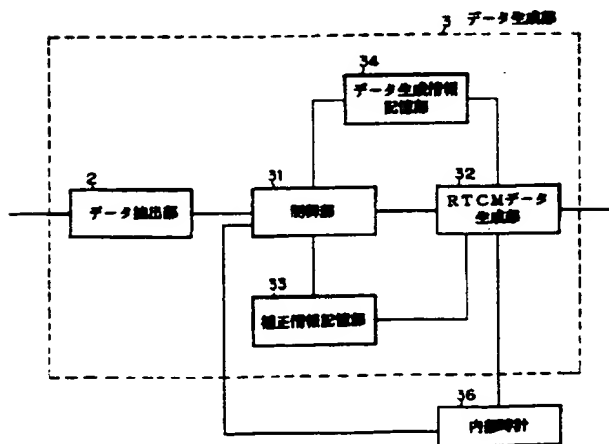 3 データ生成部
34
データ生成情報
記憶部
2
データ抽出部
31
制御部
32
RTCMデータ
生成部
33
補正情報記憶部
36
内部時計